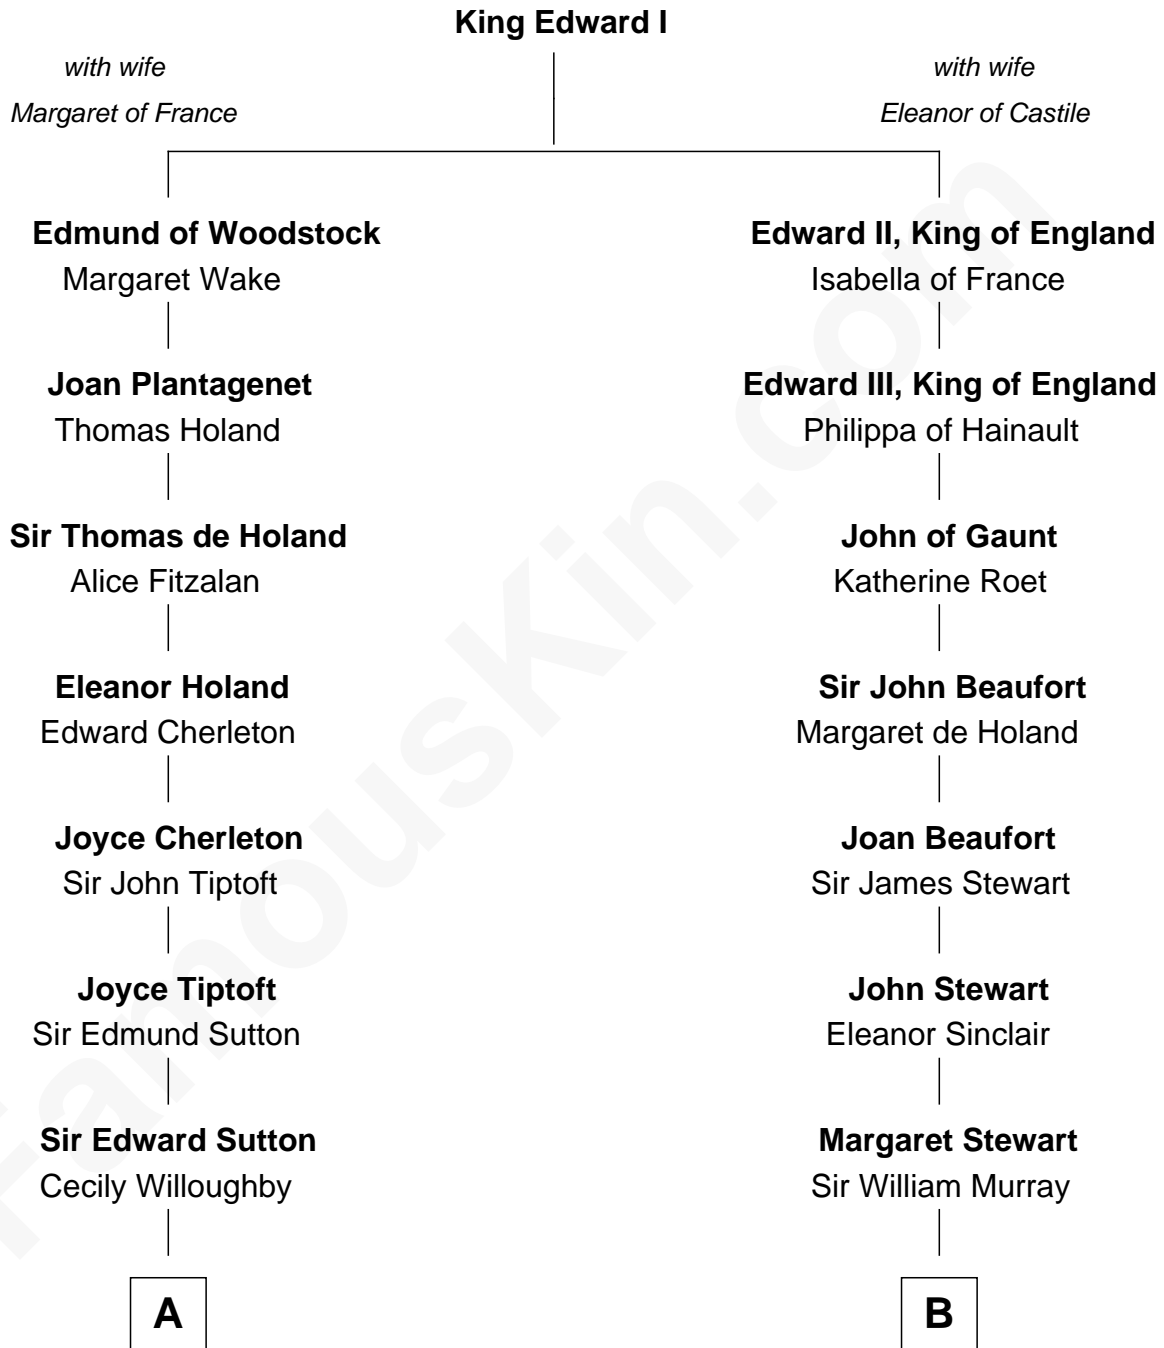 King Edward I
with wife
Margaret of France
with wife
Eleanor of Castile
Edmund of Woodstock
Margaret Wake
Edward II, King of England
Isabella of France
Joan Plantagenet
Thomas Holand
Edward III, King of England
Philippa of Hainault
Sir Thomas de Holand
Alice Fitzalan
John of Gaunt
Katherine Roet
Eleanor Holand
Edward Cherleton
Sir John Beaufort
Margaret de Holand
Joyce Cherleton
Sir John Tiptoft
Joan Beaufort
Sir James Stewart
Joyce Tiptoft
Sir Edmund Sutton
John Stewart
Eleanor Sinclair
Sir Edward Sutton
Cecily Willoughby
Margaret Stewart
Sir William Murray
A
B
FamousKin.com